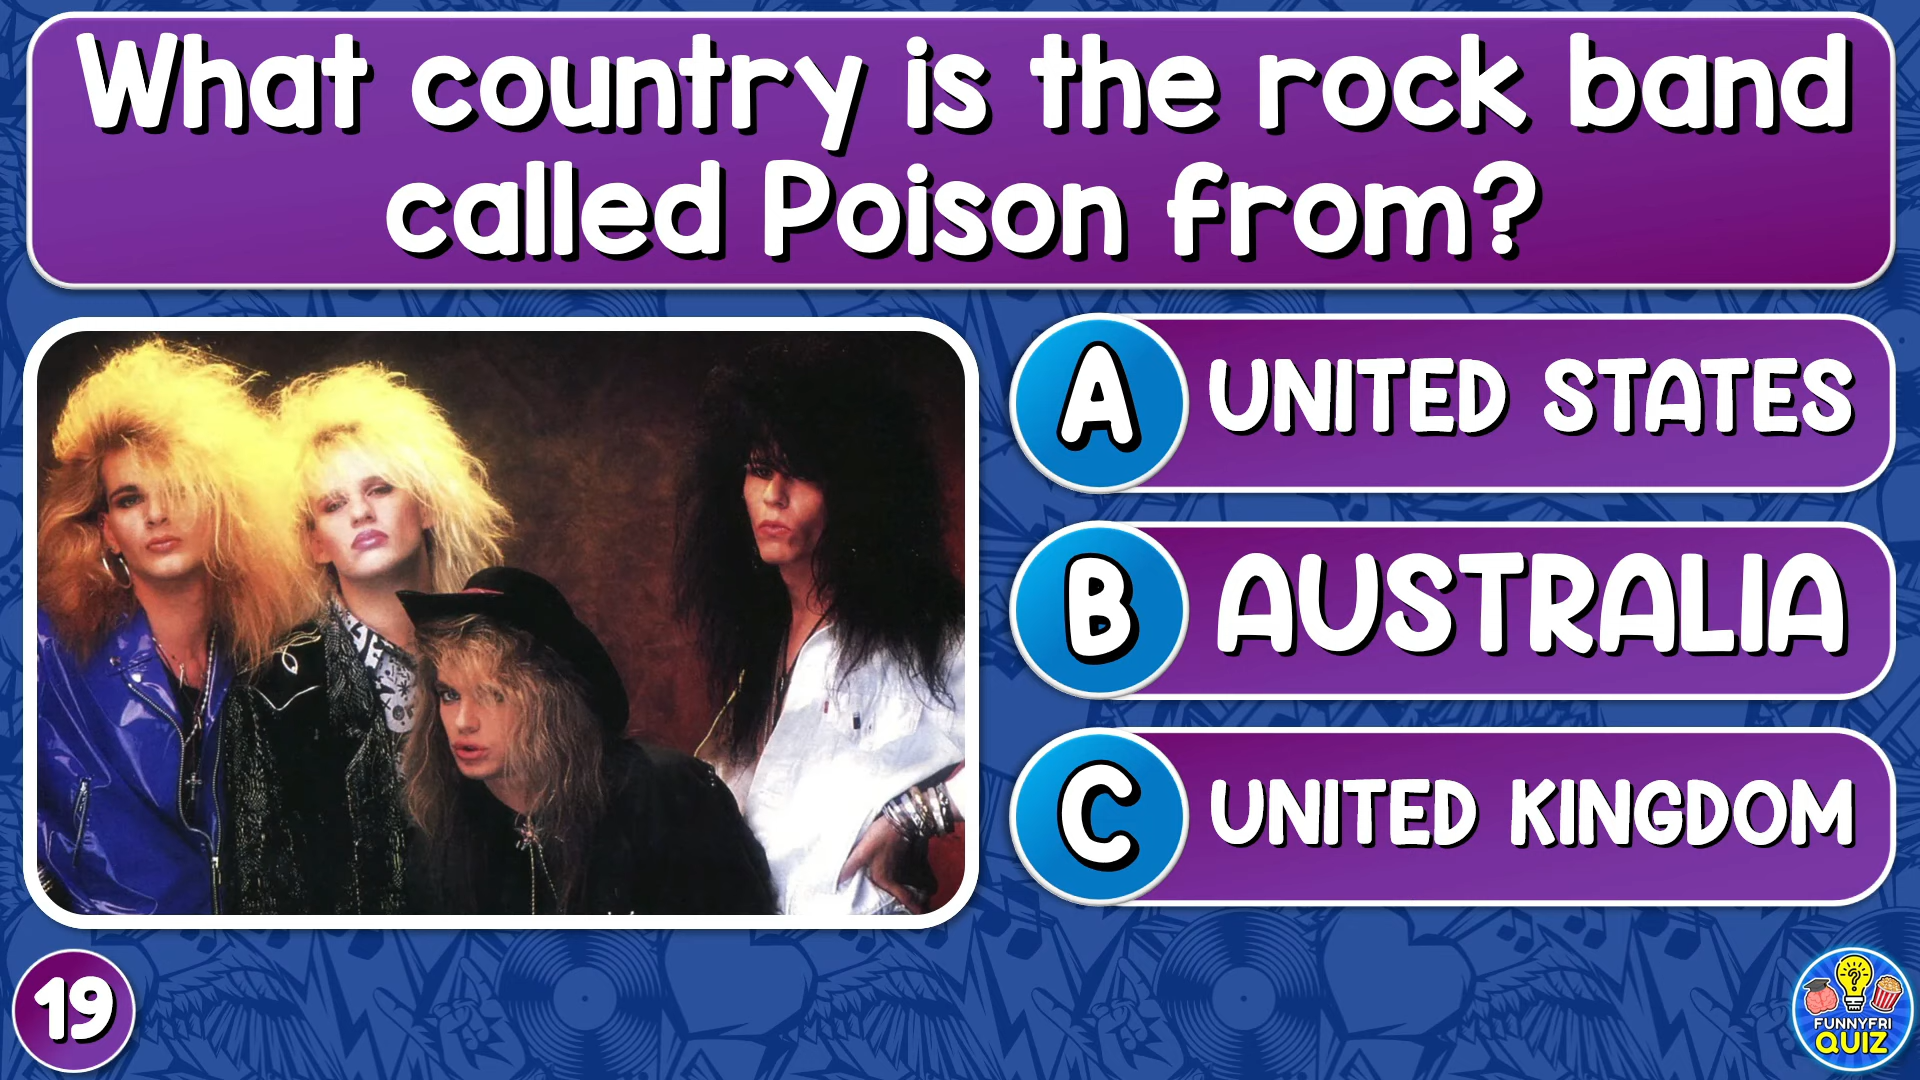 What country is the rock band
called Poison from?
A UNITED STATES
B AUSTRALIA
C UNITED KINGDOM
19
?
FUNNYFRI
QUIZ